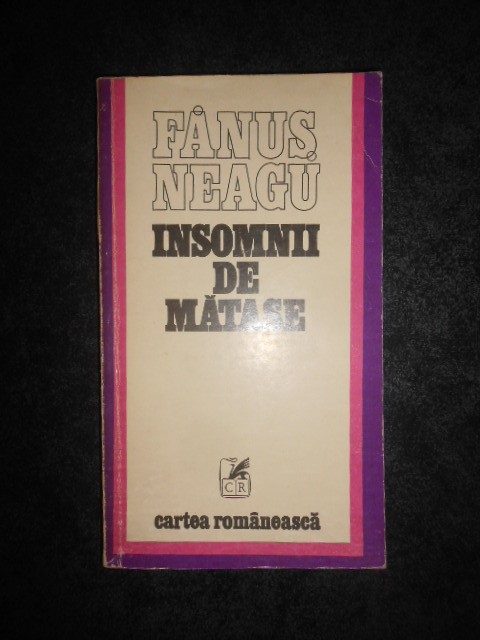 FĂNUȘ
NEAGU
INSOMNII
DE
MĂTASE
CR
cartea românească